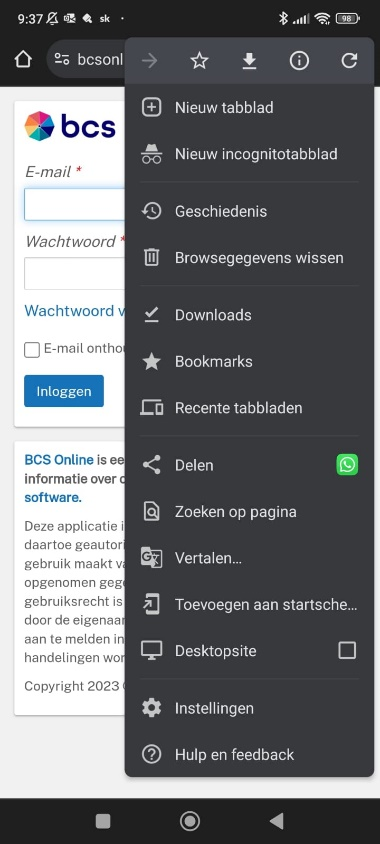 9:37
sk
98
bcsonl
Nieuw tabblad
bcs
Nieuw incognitotabblad
E-mail *
Geschiedenis
Wachtwoord *
Browsegegevens wissen
Wachtwoord v
Downloads
E-mail onthou
Bookmarks
Inloggen
Recente tabbladen
BCS Online is ee
Delen
informatie over
software.
Zoeken op pagina
Deze applicatie i
daartoe geautori
Vertalen...
gebruik maakt va
opgenomen gege
gebruiksrecht is
Toevoegen aan startsche...
door de eigenaar
aan te melden in
Desktopsite
handelingen wor
Copyright 2023
Instellingen
Hulp en feedback